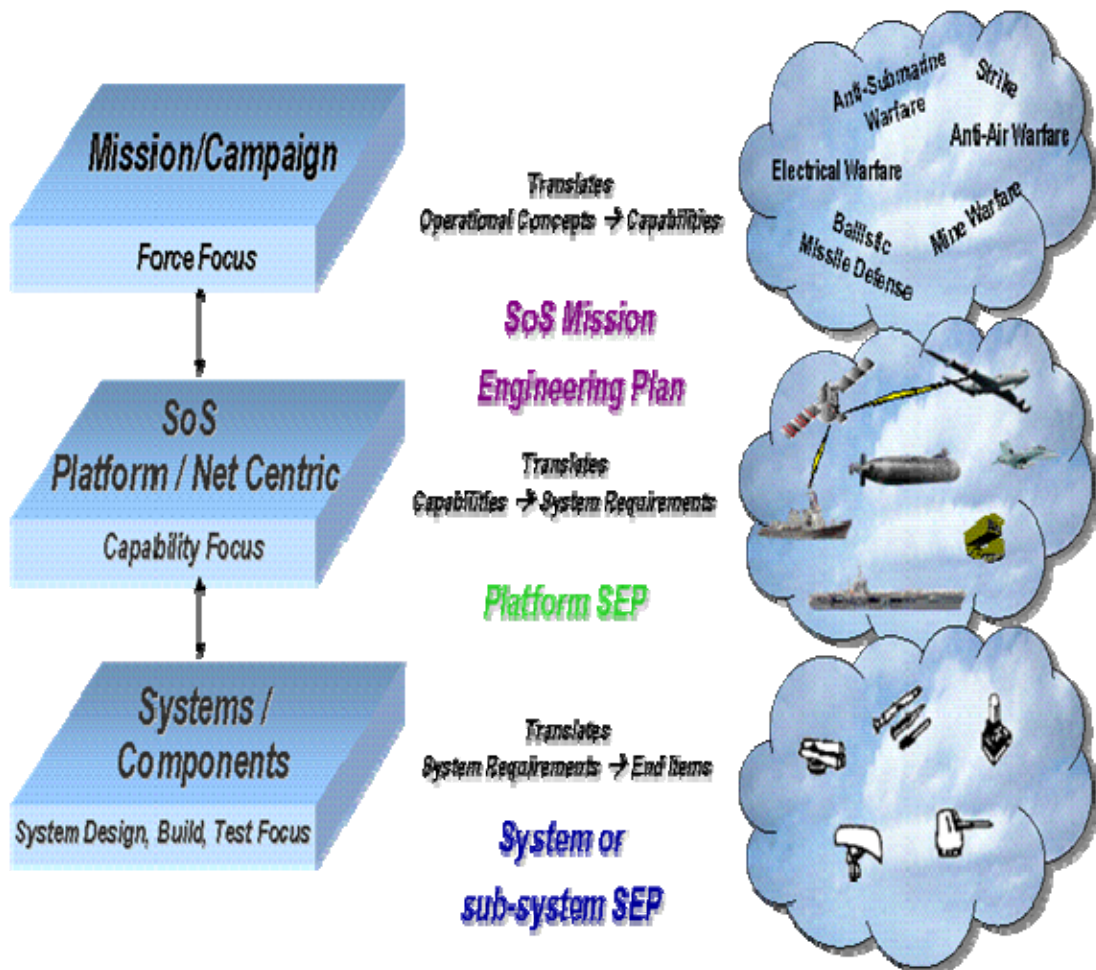 Mission/Campaign
Force Focus
Translates
Operational Concepts → Capabilities
Anti-Submarine
Warfare
Strike
Anti-Air Warfare
Electrical Warfare
Mine Warfare
Ballistic
Missile Defense
SoS Mission
Engineering Plan
SoS
Platform / Net Centric
Capability Focus
Translates
Capabilities → System Requirements
Platform SEP
Systems /
Components
System Design, Build, Test Focus
Translates
System Requirements → End Items
System or
sub-system SEP